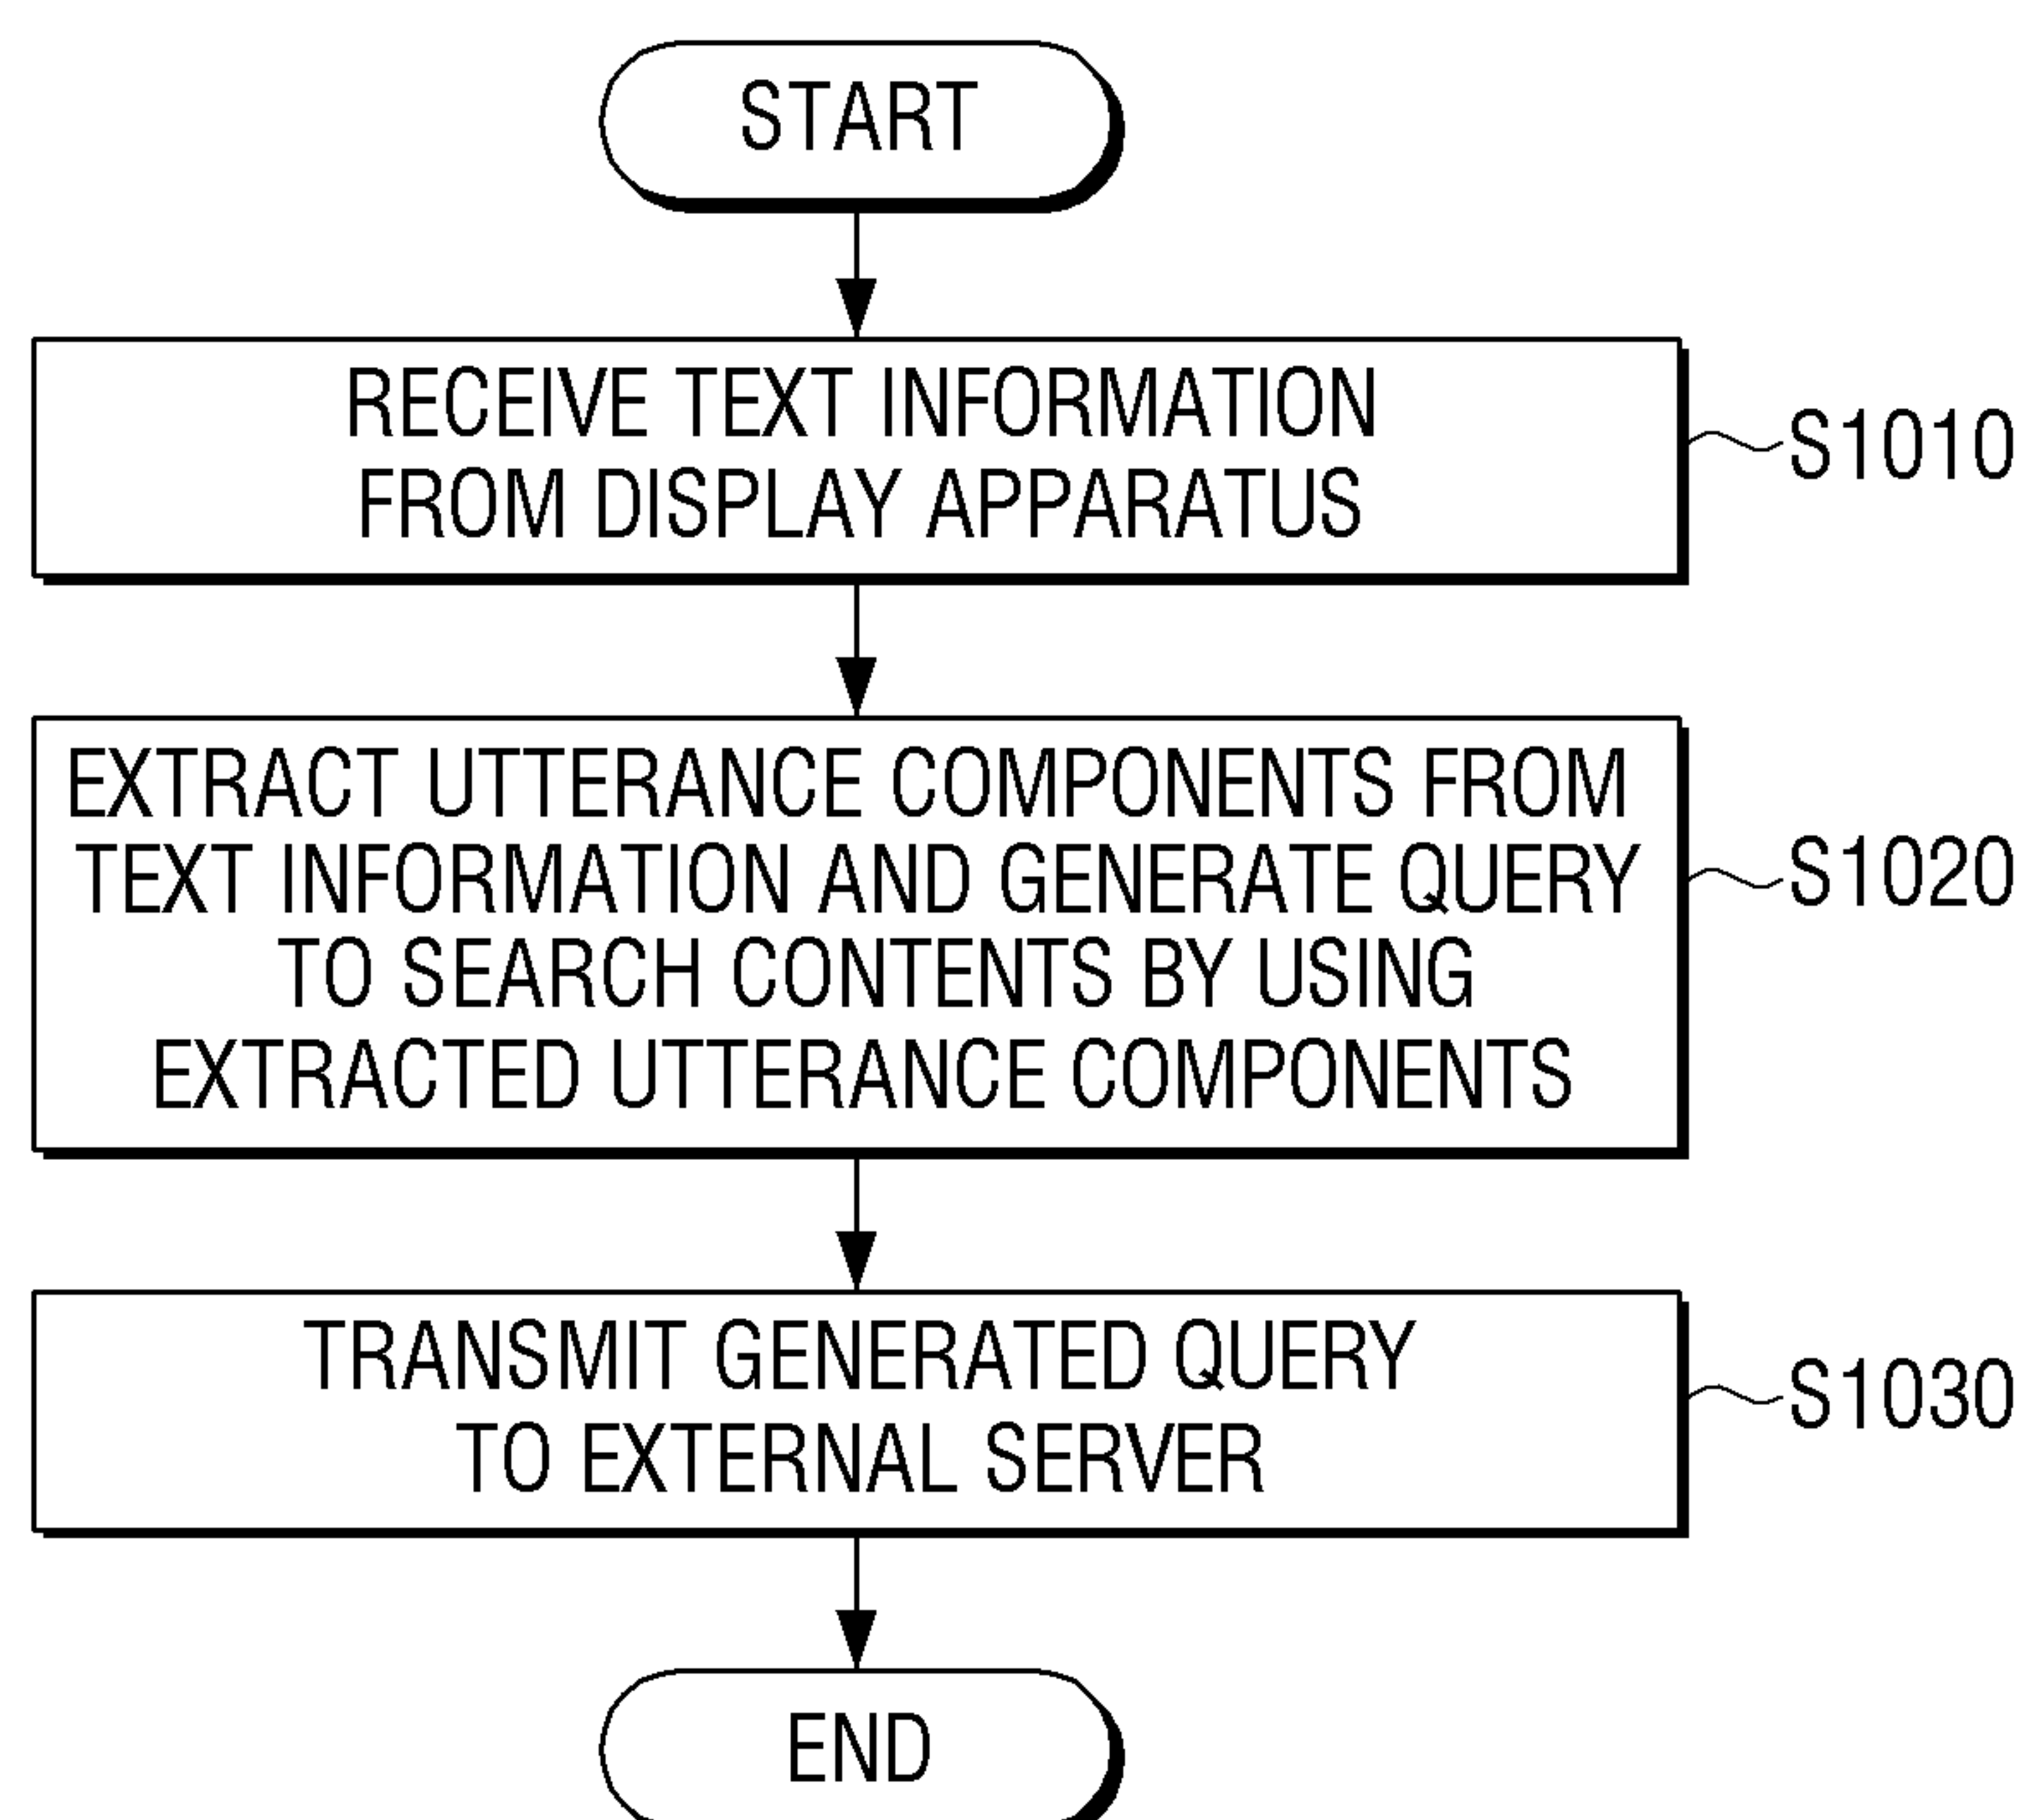 START
RECEIVE TEXT INFORMATION
FROM DISPLAY APPARATUS
S1010
EXTRACT UTTERANCE COMPONENTS FROM
TEXT INFORMATION AND GENERATE QUERY
TO SEARCH CONTENTS BY USING
EXTRACTED UTTERANCE COMPONENTS
S1020
TRANSMIT GENERATED QUERY
TO EXTERNAL SERVER
S1030
END